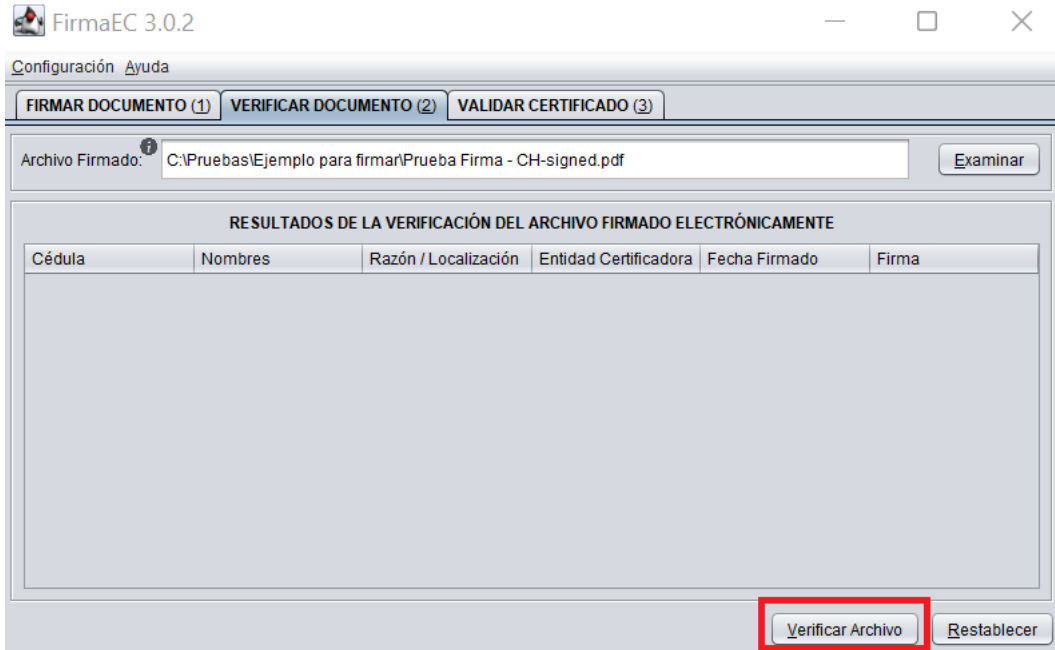 FirmaEC 3.0.2
Configuración Ayuda
FIRMAR DOCUMENTO (1) VERIFICAR DOCUMENTO (2) VALIDAR CERTIFICADO (3)
Archivo Firmado: C:\Pruebas\Ejemplo para firmar\Prueba Firma - CH-signed.pdf Examinar
RESULTADOS DE LA VERIFICACIÓN DEL ARCHIVO FIRMADO ELECTRÓNICAMENTE
Cédula Nombres Razón / Localización Entidad Certificadora Fecha Firmado Firma
Verificar Archivo Restablecer